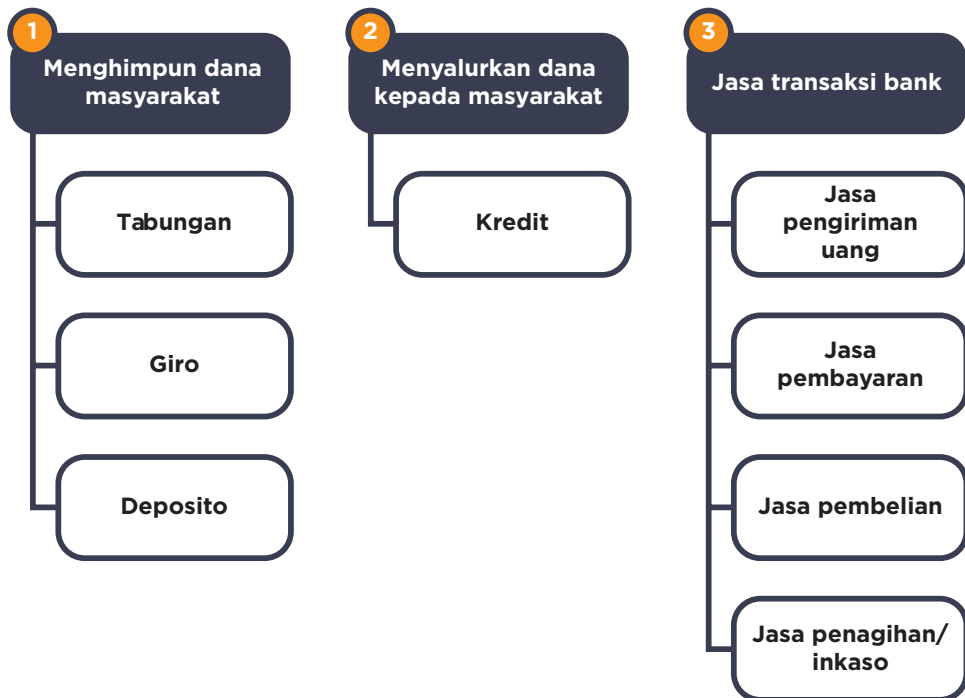 1
Menghimpun dana
masyarakat
Tabungan
Giro
Deposito
2
Menyalurkan dana
kepada masyarakat
Kredit
3
Jasa transaksi bank
Jasa
pengiriman
uang
Jasa
pembayaran
Jasa pembelian
Jasa penagihan/
inkaso